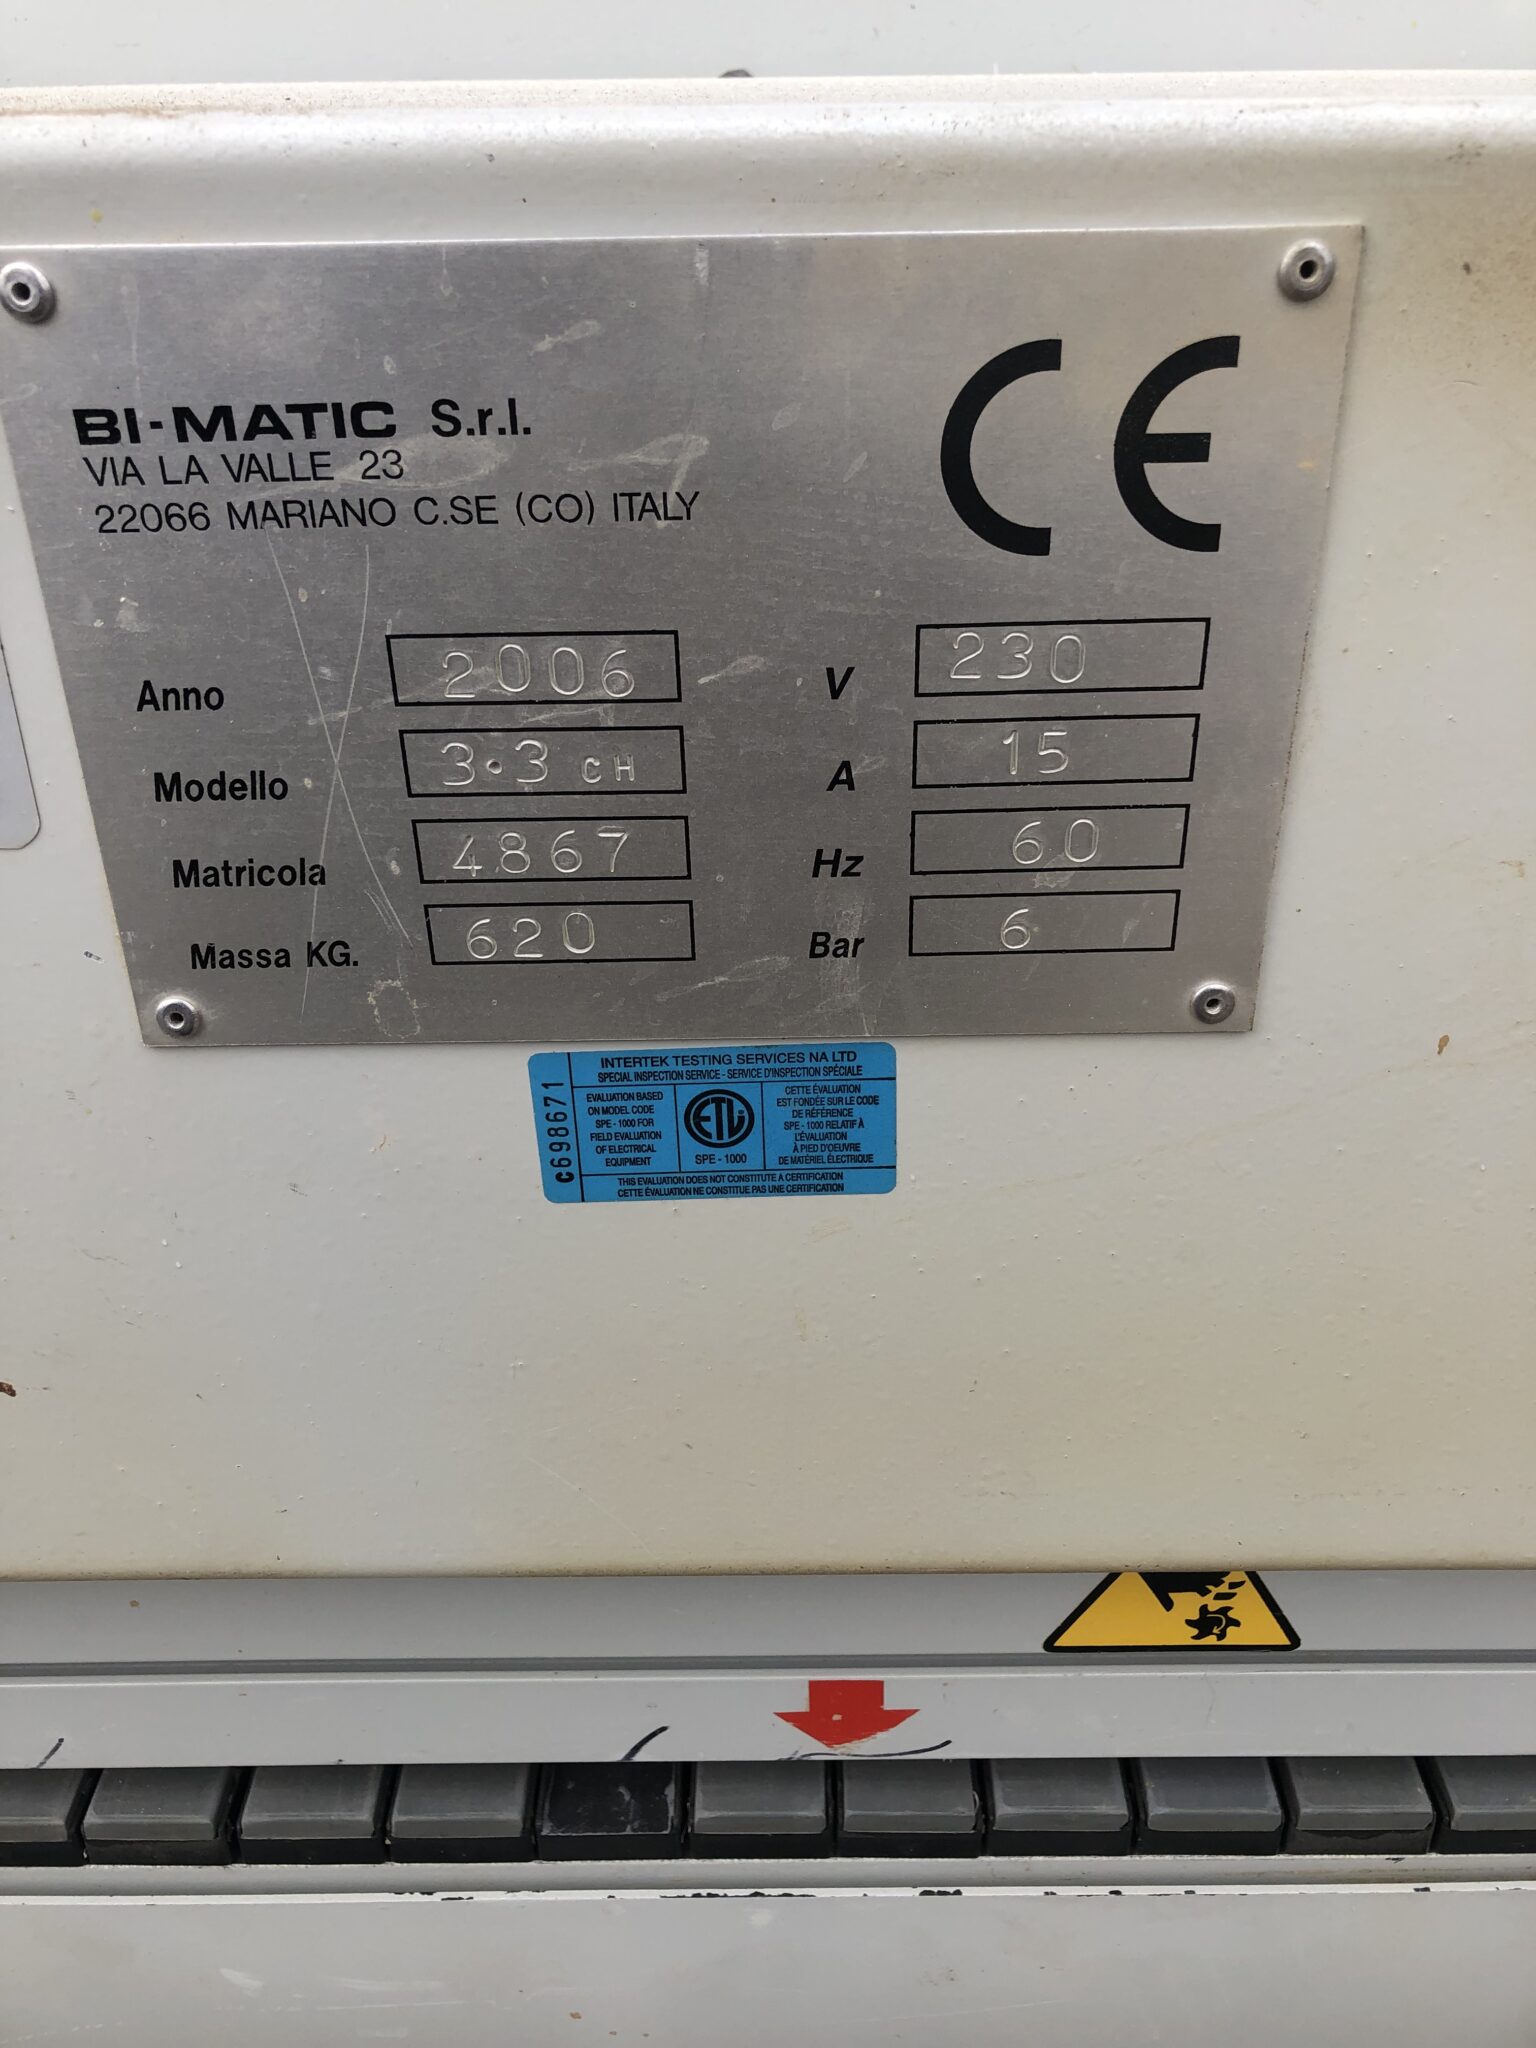 BI-MATIC S.r.l.
VIA LA VALLE 23
22066 MARIANO C.SE (CO) ITALY
CE
Anno 2006
Modello 3·3 CH
Matricola 4867
Massa KG. 620
V 230
A 15
Hz 60
Bar 6
C698671
INTERTEK TESTING SERVICES NA LTD
SPECIAL INSPECTION SERVICE - SERVICE D'INSPECTION SPÉCIALE
EVALUATION BASED
ON MODEL CODE
SPE - 1000 FOR
FIELD EVALUATION
OF ELECTRICAL
EQUIPMENT
ETL
SPE - 1000
CETTE ÉVALUATION
EST FONDÉE SUR LE CODE
DE RÉFÉRENCE
SPE - 1000 RELATIF À
L'ÉVALUATION
À PIED D'OEUVRE
DE MATÉRIEL ÉLECTRIQUE
THIS EVALUATION DOES NOT CONSTITUTE A CERTIFICATION
CETTE ÉVALUATION NE CONSTITUE PAS UNE CERTIFICATION